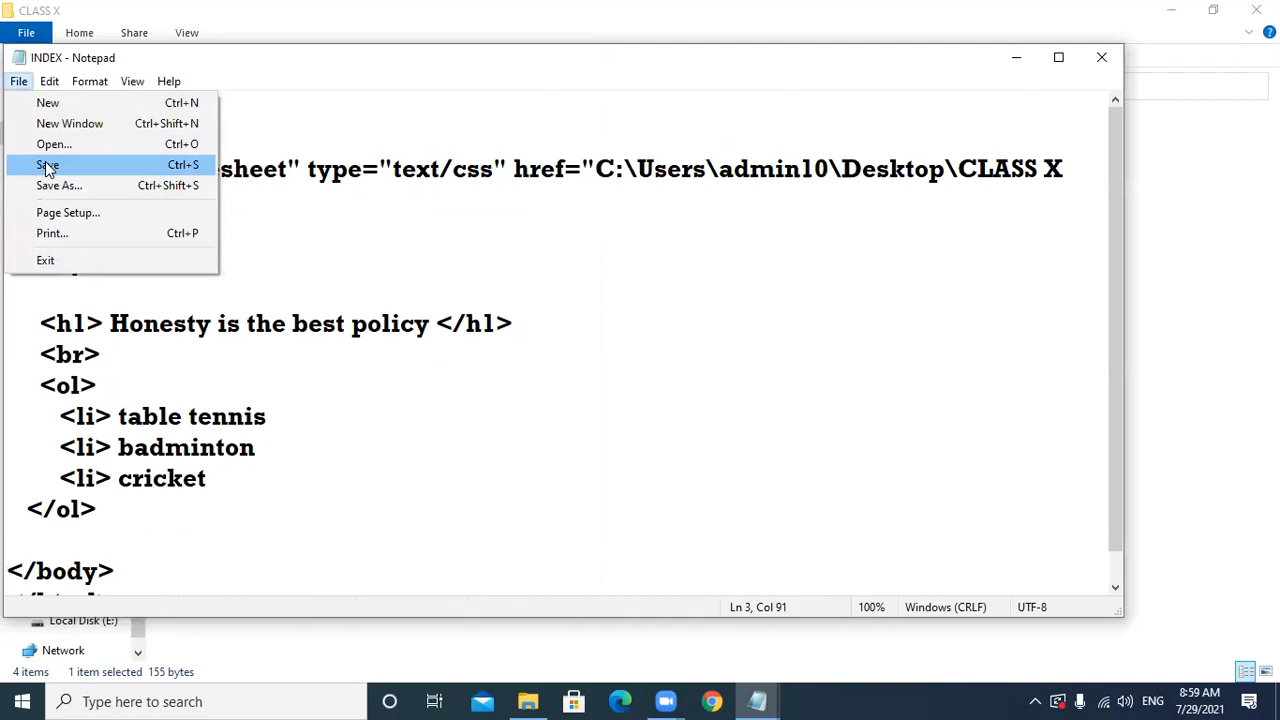 CLASS X
File Home Share View
INDEX - Notepad
File Edit Format View Help
New Ctrl+N
New Window Ctrl+Shift+N
Open... Ctrl+O
Save Ctrl+S
Save As... Ctrl+Shift+S
Page Setup...
Print... Ctrl+P
Exit
sheet" type="text/css" href="C:\Users\admin10\Desktop\CLASS X
<h1> Honesty is the best policy </h1>
<br>
<ol>
<li> table tennis
<li> badminton
<li> cricket
</ol>
</body>
Ln 3, Col 91 100% Windows (CRLF) UTF-8
Local Disk (E:)
Network
4 items 1 item selected 155 bytes
Type here to search
ENG
8:59 AM
7/29/2021